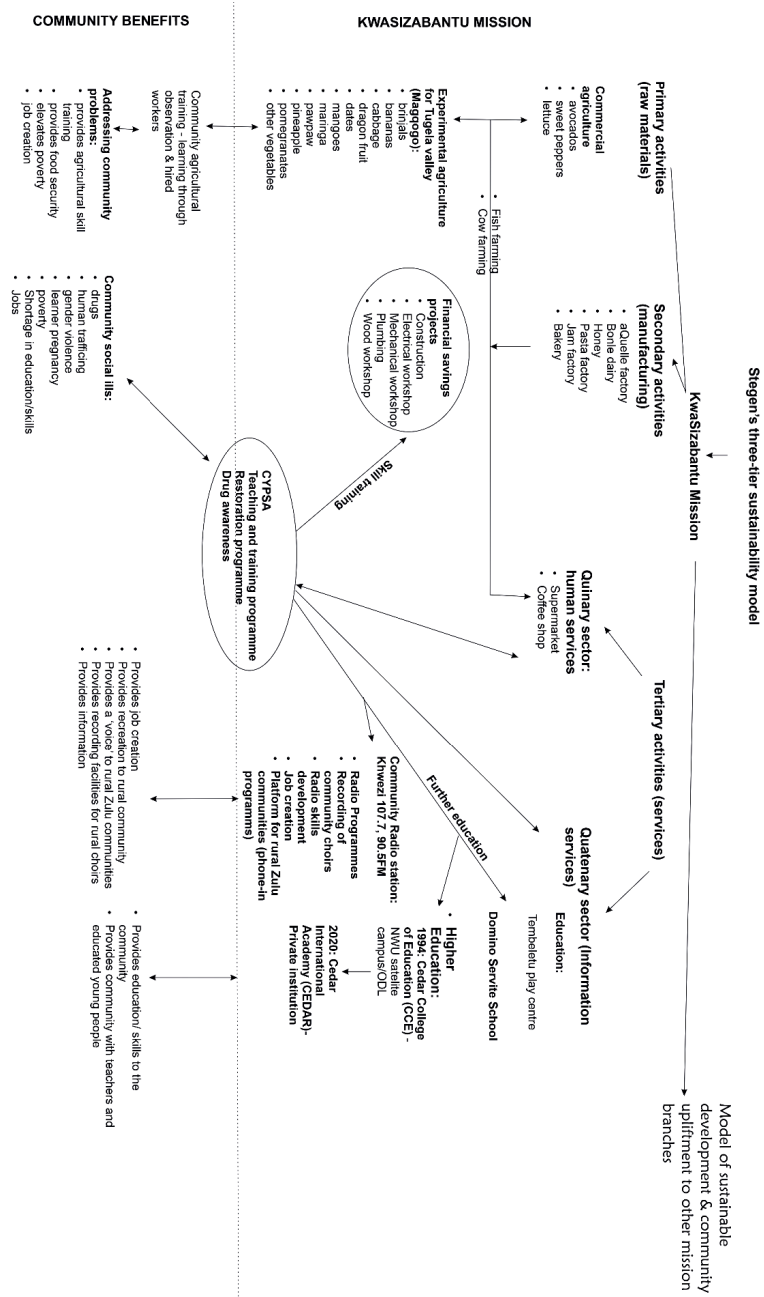 COMMUNITY BENEFITS
KWASIZABANTU MISSION
Stegen's three-tier sustainability model
KwaSizabantu Mission
Primary activities
(raw materials)
Commercial
agriculture
• avocados
• sweet peppers
• lettuce
Experimental agriculture
for Tugela valley
(Magqogo):
• brinjals
• bananas
• cabbage
• dragon fruit
• dates
• mangoes
• maringa
• pawpaw
• pineapple
• pomegranates
• other vegetables
• Fish farming
• Cow farming
Community agricultural
training - learning through
observation & hired
workers
Addressing community
problems:
• provides agricultural skill
training
• provides food security
• elevates poverty
• job creation
Secondary activities
(manufacturing)
• aQuelle factory
• Bonle dairy
• Honey
• Pasta factory
• Jam factory
• Bakery
Financial savings
projects
• Construction
• Electrical workshop
• Mechanical workshop
• Plumbing
• Wood workshop
Community social ills:
• drugs
• human trafficing
• gender violence
• learner pregnancy
• poverty
• Shortage in education/skills
• Jobs
Skill training
CYPSA
Teaching and training programme
Restoration programme
Drug awareness
Tertiary activities (services)
Quinary sector:
human services
• Supermarket
• Coffee shop
Quatenary sector (Information
services)
Education:
Tembeletu play centre
Domino Servite School
Further education
• Higher
Education:
1994: Cedar College
of Education (CCE) -
NWU satelite
campus/ODL
2020: Cedar
International
Academy (CEDAR)-
Private institution
Community Radio station:
Khwezi 107.7, 90.5FM
• Radio Programmes
• Recording of
community choirs
• Radio skills
development
• Job creation
• Platform for rural Zulu
communities (phone-in
programms)
• Provides job creation
• Provides recreation to rural community
• Provides a 'voice' to rural Zulu communities
• Provides recording facilities for rural choirs
• Provides information
• Provides education/ skills to the
community
• Provides community with teachers and
educated young people
Model of sustainable
development & community
upliftment to other mission
branches